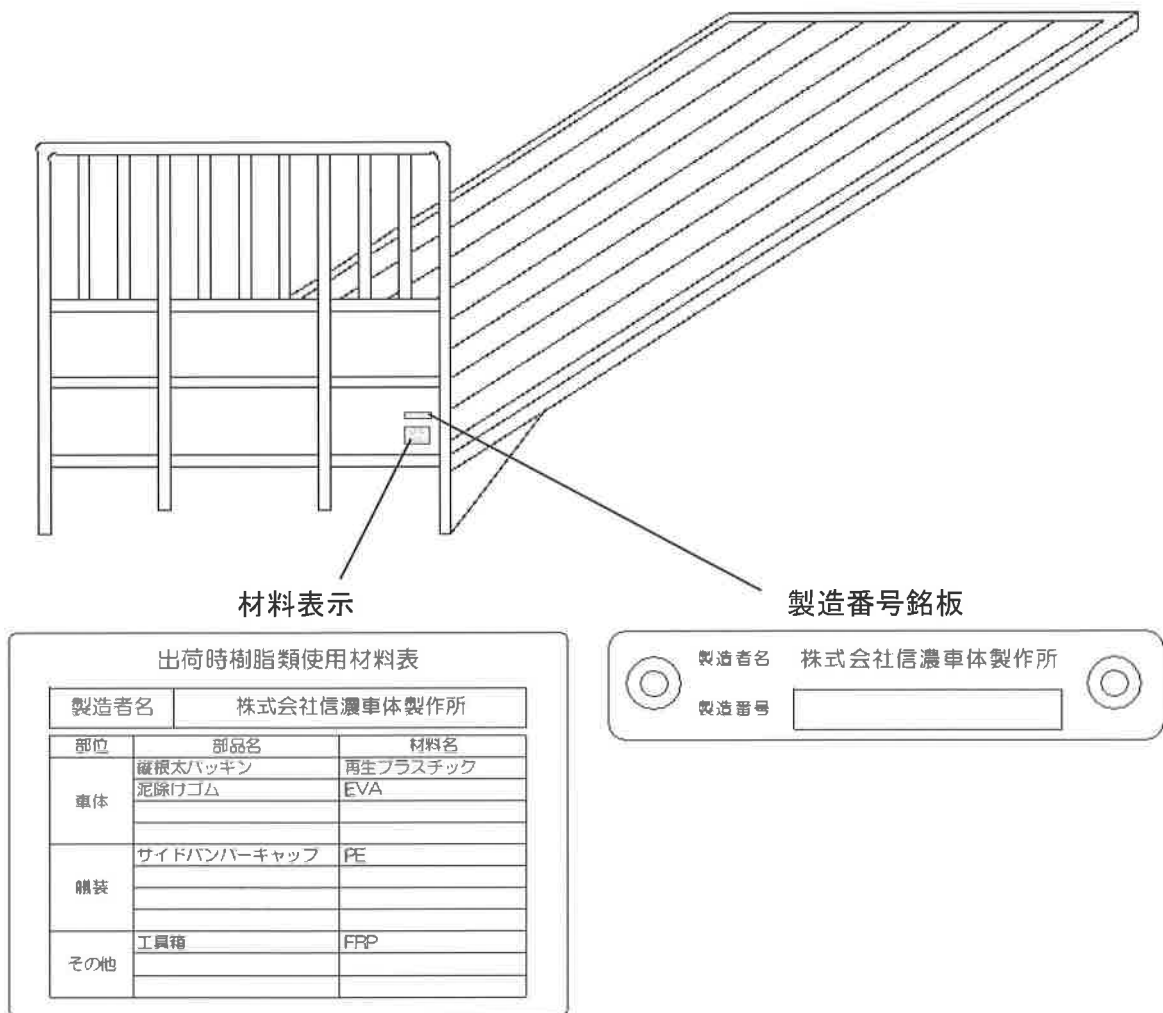 材料表示
製造番号銘板
出荷時樹脂類使用材料表
製造者名 株式会社信濃車体製作所
部位 部品名 材料名
車体
縦根太パッキン 再生プラスチック
泥除けゴム EVA
艤装
サイドバンパーキャップ PE
その他
工具箱 FRP
製造者名 株式会社信濃車体製作所
製造番号